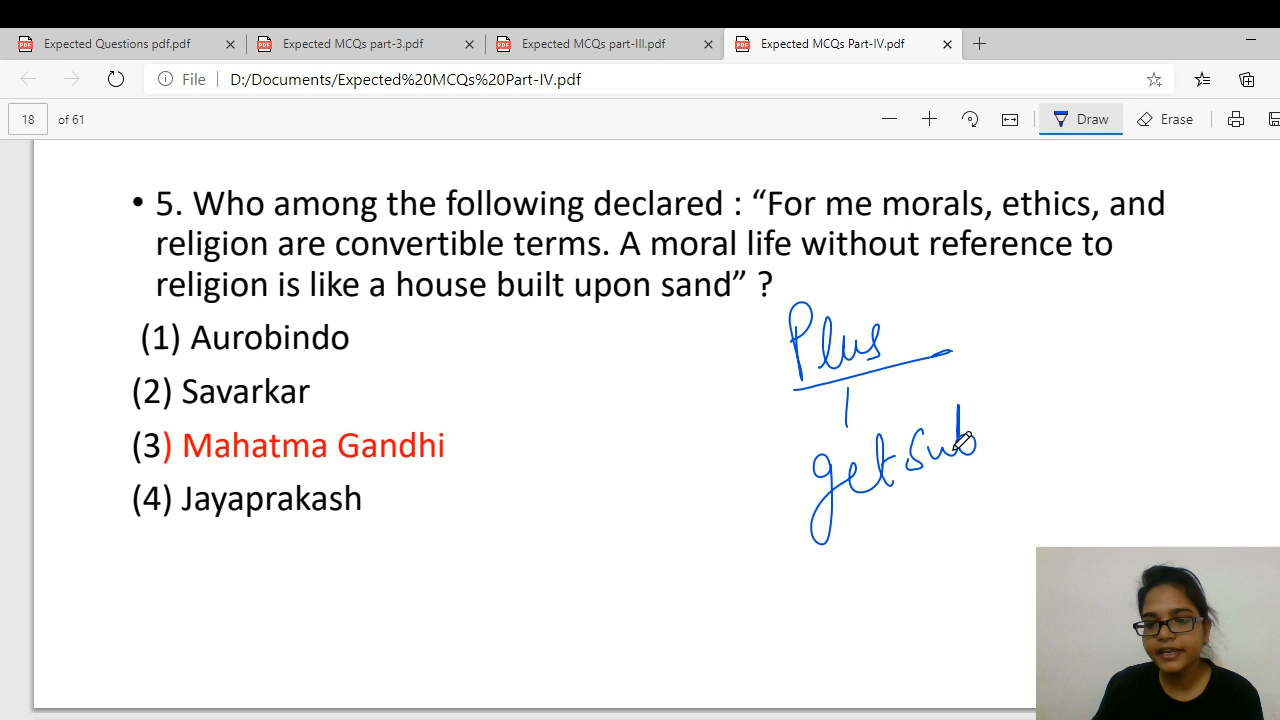 Expected Questions pdf.pdf
Expected MCQs part-3.pdf
Expected MCQs part-III.pdf
Expected MCQs Part-IV.pdf
File
D:/Documents/Expected%20MCQs%20Part-IV.pdf
18 of 61
Draw
Erase
• 5. Who among the following declared : “For me morals, ethics, and
religion are convertible terms. A moral life without reference to
religion is like a house built upon sand” ?
(1) Aurobindo
(2) Savarkar
(3) Mahatma Gandhi
(4) Jayaprakash
Plus
getsub